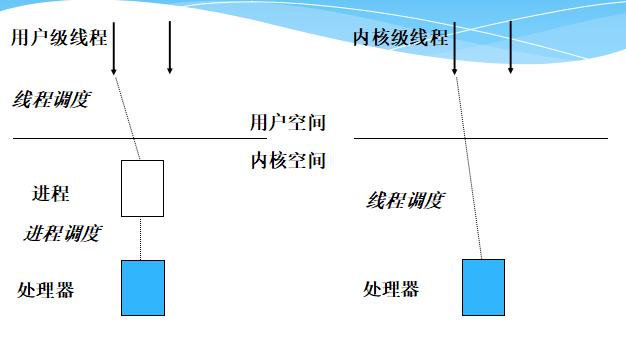 用户级线程
线程调度
用户空间
内核空间
进程
进程调度
处理器
内核级线程
线程调度
处理器